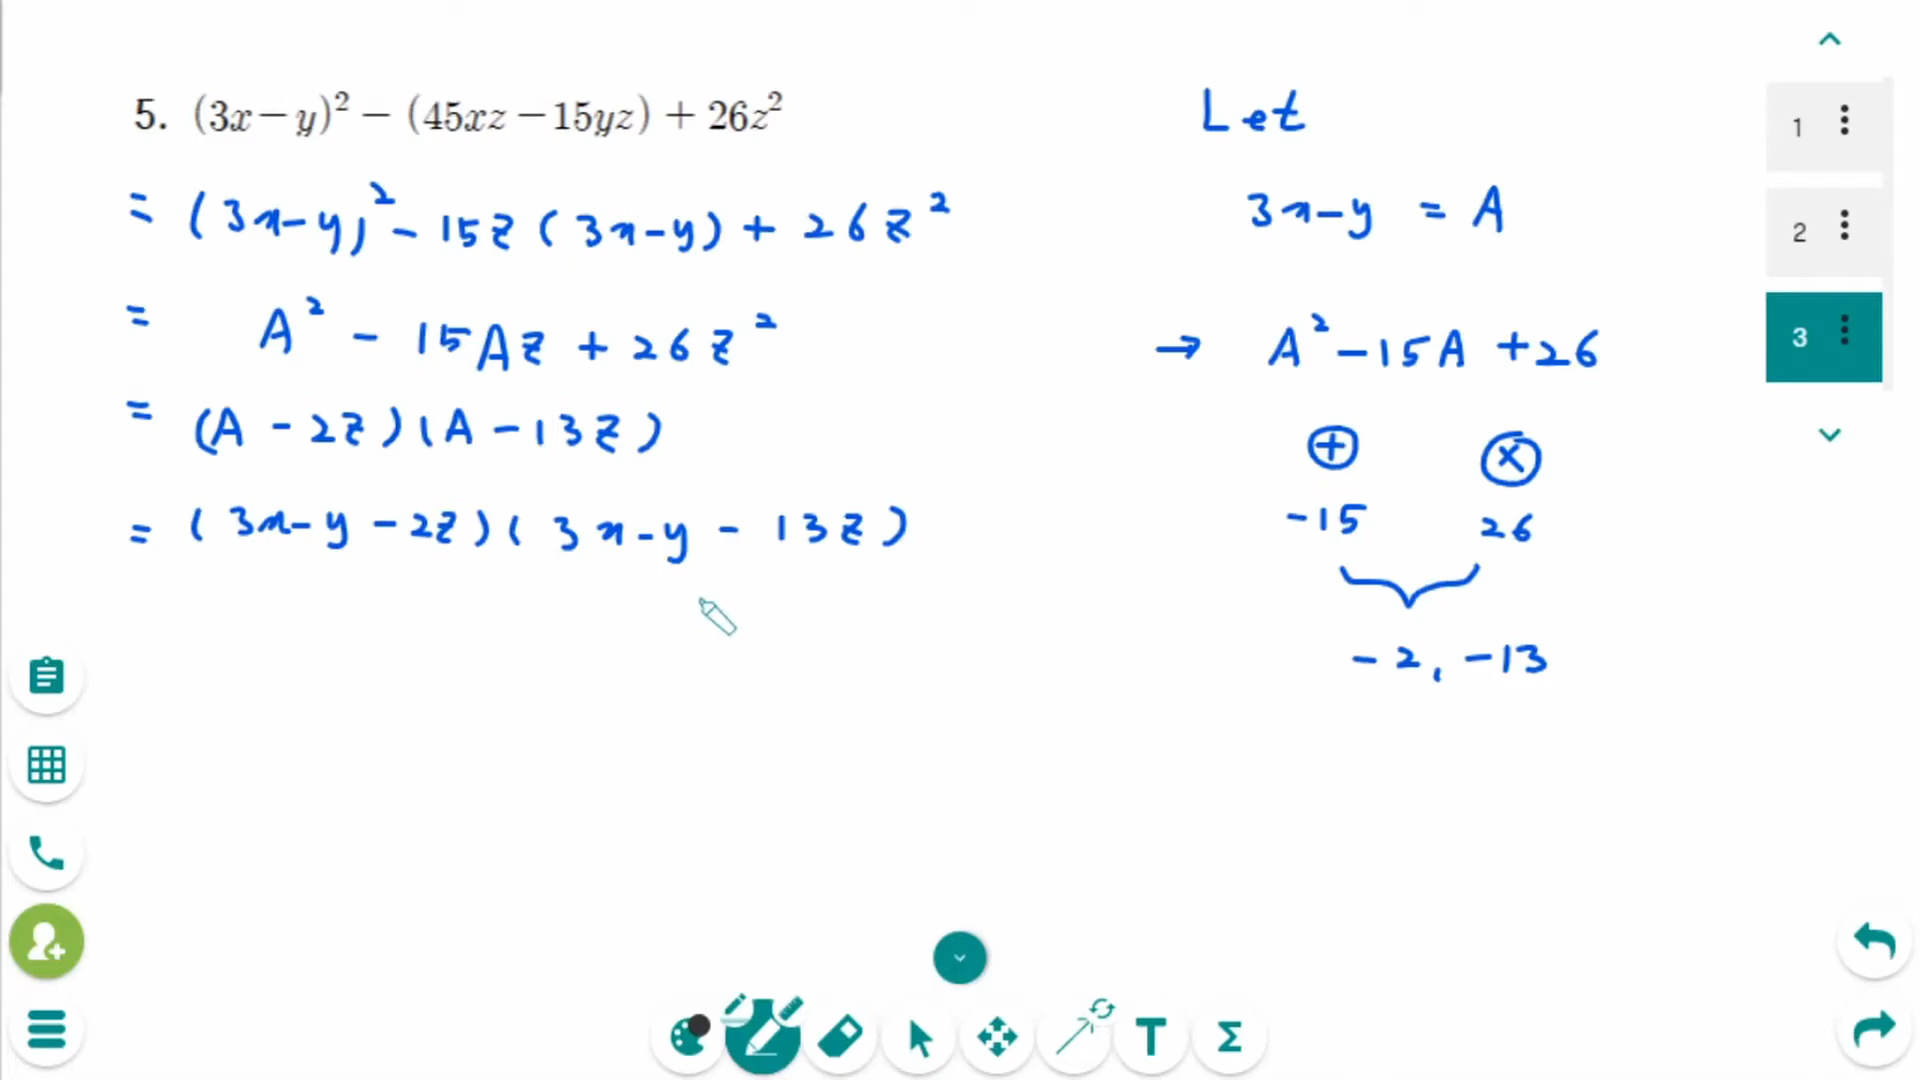 5. (3x−y)² − (45xz−15yz) + 26z²
= (3x-y)² - 15z(3x-y) + 26z²
= A² - 15Az + 26z²
= (A - 2z)(A - 13z)
= (3x-y-2z)(3x-y-13z)
Let
3x-y = A
→ A² - 15A + 26
⊕ ⊗
-15 26
-2, -13
1
2
3
T
Σ